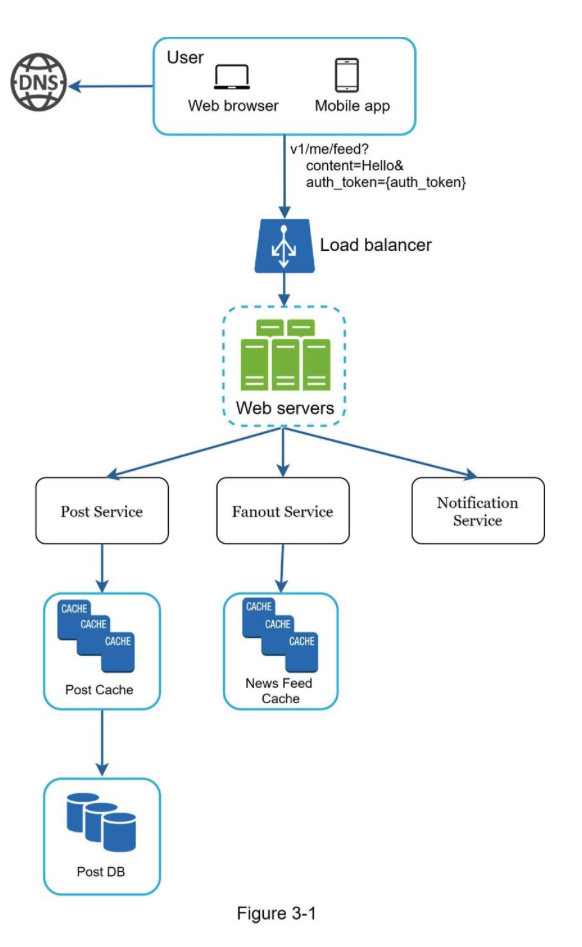 User
DNS
Web browser
Mobile app
v1/me/feed?
content=Hello&
auth_token={auth_token}
Load balancer
Web servers
Post Service
Fanout Service
Notification
Service
CACHE
CACHE
CACHE
Post Cache
CACHE
CACHE
CACHE
News Feed
Cache
Post DB
Figure 3-1